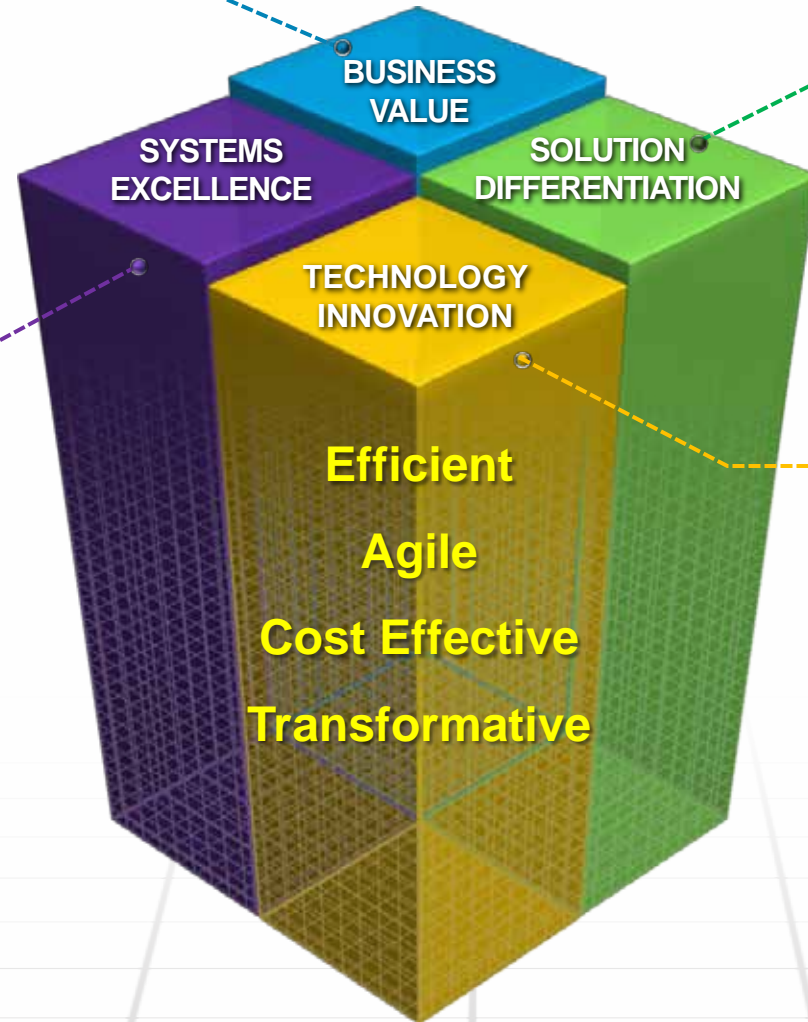 BUSINESS
VALUE
SYSTEMS
EXCELLENCE
SOLUTION
DIFFERENTIATION
TECHNOLOGY
INNOVATION
Efficient
Agile
Cost Effective
Transformative